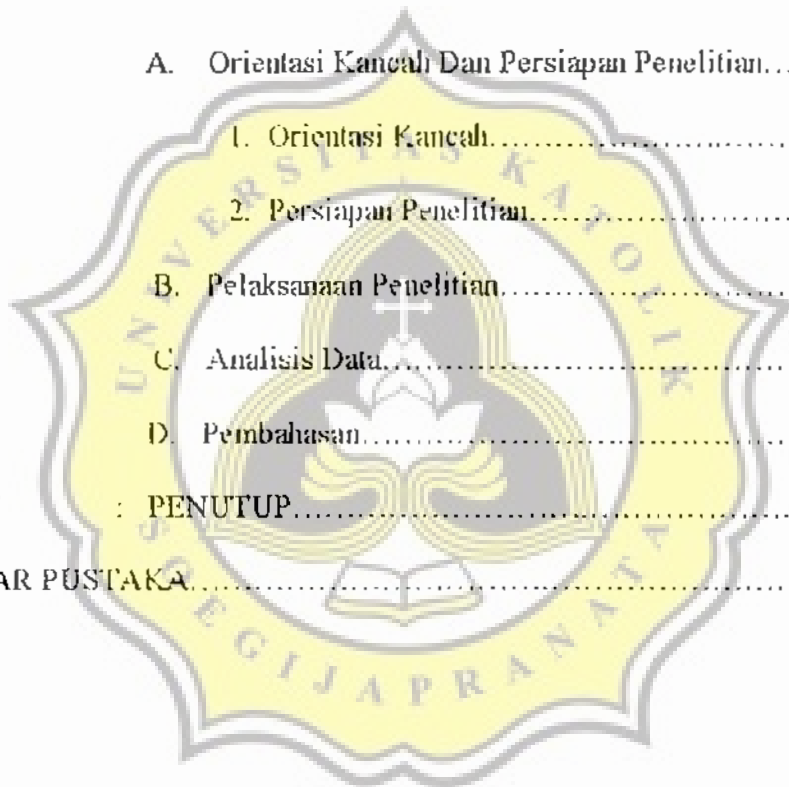 A. Orientasi Kancah Dan Persiapan Penelitian...
1. Orientasi Kancah..............................
2. Persiapan Penelitian..........................
B. Pelaksanaan Penelitian............................
C. Analisis Data........................................
D. Pembahasan..........................................
: PENUTUP...............................................
AR PUSTAKA.....................................................
UNIVERSITAS KATOLIK
SOEGIJAPRANATA